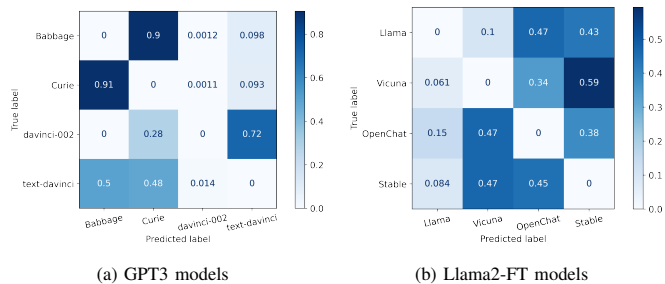 Babbage 0 0.9 0.0012 0.098
Curie 0.91 0 0.0011 0.093
davinci-002 0 0.28 0 0.72
text-davinci 0.5 0.48 0.014 0
True label
Babbage Curie davinci-002 text-davinci
Predicted label
0.8
0.6
0.4
0.2
0.0
(a) GPT3 models
Llama 0 0.1 0.47 0.43
Vicuna 0.061 0 0.34 0.59
OpenChat 0.15 0.47 0 0.38
Stable 0.084 0.47 0.45 0
True label
Llama Vicuna OpenChat Stable
Predicted label
0.5
0.4
0.3
0.2
0.1
0.0
(b) Llama2-FT models